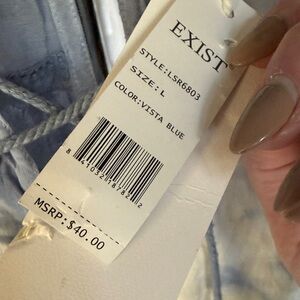 EXIST
STYLE:LSR6803
SIZE:L
COLOR:VISTA BLUE
MSRP:$40.00